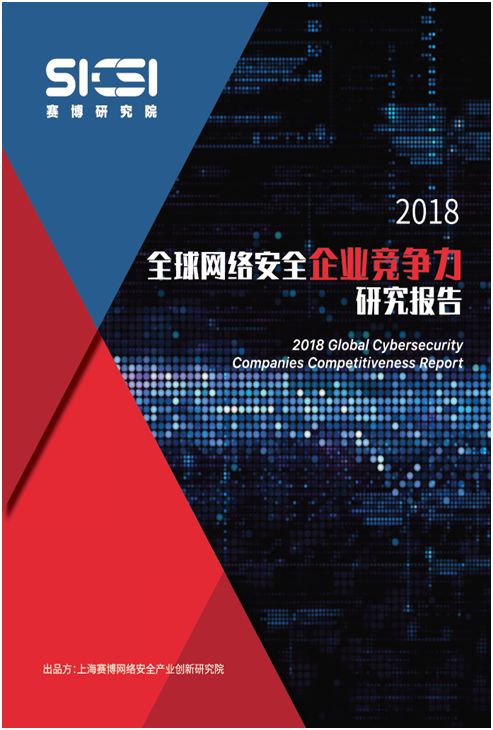 SICSI
赛博研究院
2018
全球网络安全企业竞争力
研究报告
2018 Global Cybersecurity
Companies Competitiveness Report
出品方：上海赛博网络安全产业创新研究院